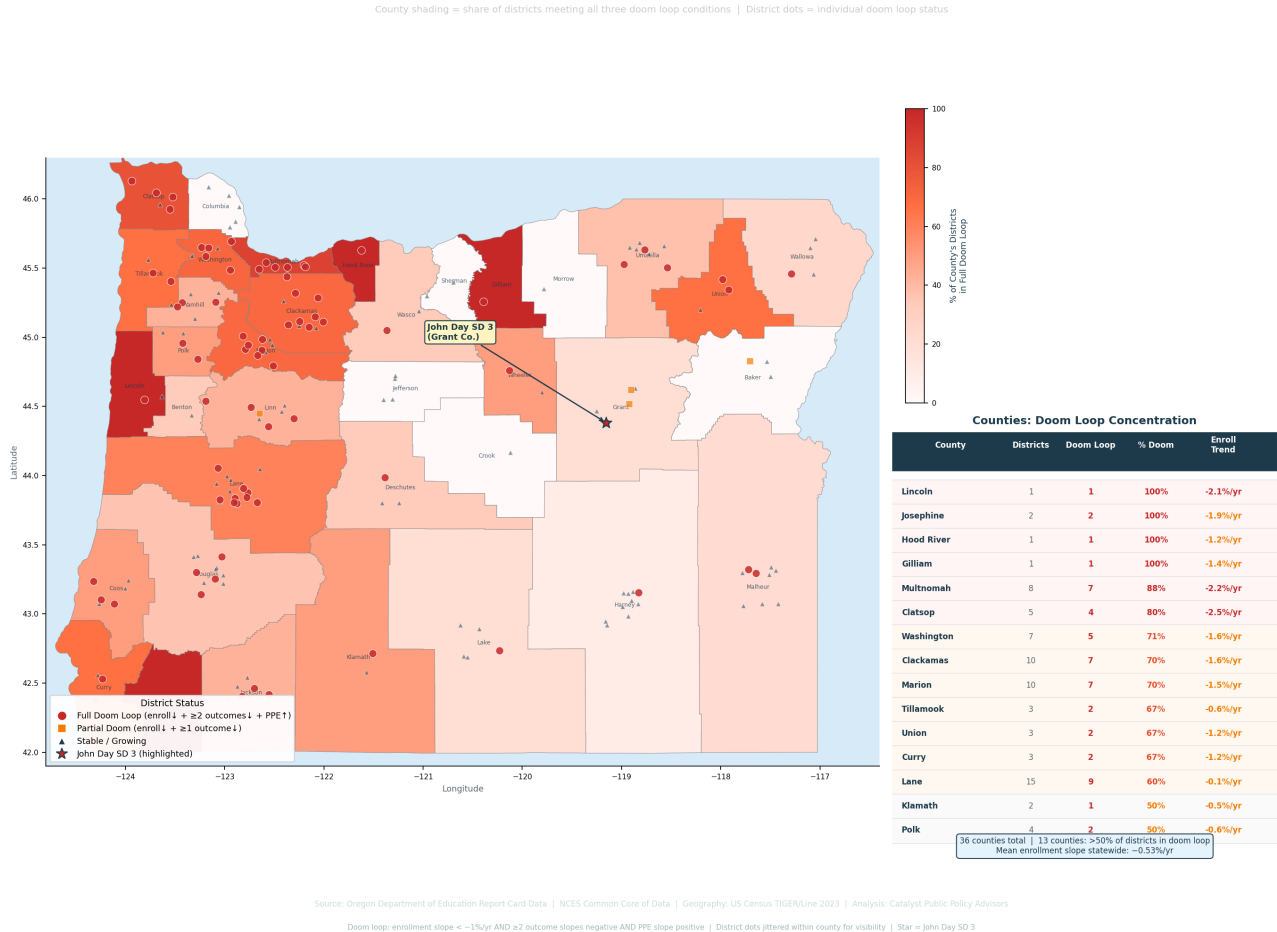 County shading = share of districts meeting all three doom loop conditions  |  District dots = individual doom loop status
100
80
60
40
20
0
% of County's Districts
in Full Doom Loop
46.0
45.5
45.0
44.5
44.0
43.5
43.0
42.5
42.0
Latitude
−124
−123
−122
−121
−120
−119
−118
−117
Longitude
Clatsop
Columbia
Tillamook
Washington
Hood River
Yamhill
Clackamas
Wasco
Sherman
Gilliam
Morrow
Umatilla
Union
Wallowa
John Day SD 3
(Grant Co.)
Polk
Marion
Lincoln
Benton
Linn
Jefferson
Wheeler
Grant
Baker
Crook
Lane
Deschutes
Douglas
Coos
Harney
Malheur
Lake
Klamath
Curry
Jackson
District Status
Full Doom Loop (enroll↓ + ≥2 outcomes↓ + PPE↑)
Partial Doom (enroll↓ + ≥1 outcome↓)
Stable / Growing
John Day SD 3 (highlighted)
Counties: Doom Loop Concentration
County Districts Doom Loop % Doom Enroll Trend
Lincoln 1 1 100% -2.1%/yr
Josephine 2 2 100% -1.9%/yr
Hood River 1 1 100% -1.2%/yr
Gilliam 1 1 100% -1.4%/yr
Multnomah 8 7 88% -2.2%/yr
Clatsop 5 4 80% -2.5%/yr
Washington 7 5 71% -1.6%/yr
Clackamas 10 7 70% -1.6%/yr
Marion 10 7 70% -1.5%/yr
Tillamook 3 2 67% -0.6%/yr
Union 3 2 67% -1.2%/yr
Curry 3 2 67% -1.2%/yr
Lane 15 9 60% -0.1%/yr
Klamath 2 1 50% -0.5%/yr
Polk 4 2 50% -0.6%/yr
36 counties total  |  13 counties: >50% of districts in doom loop
Mean enrollment slope statewide: −0.53%/yr
Source: Oregon Department of Education Report Card Data  |  NCES Common Core of Data  |  Geography: US Census TIGER/Line 2023  |  Analysis: Catalyst Public Policy Advisors
Doom loop: enrollment slope < −1%/yr AND ≥2 outcome slopes negative AND PPE slope positive  |  District dots jittered within county for visibility  |  Star = John Day SD 3